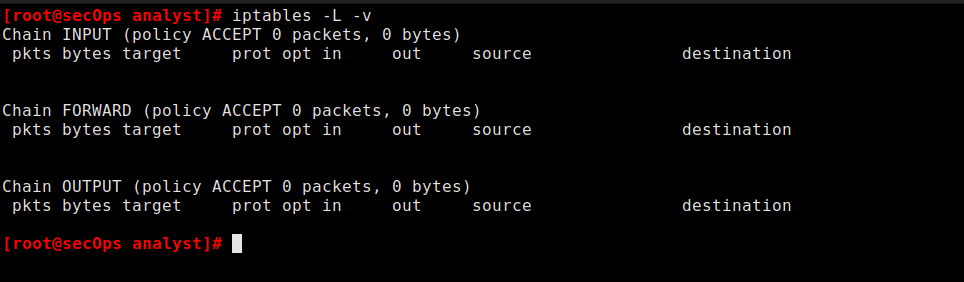 [root@secOps analyst]# iptables -L -v
Chain INPUT (policy ACCEPT 0 packets, 0 bytes)
 pkts bytes target     prot opt in     out     source               destination
Chain FORWARD (policy ACCEPT 0 packets, 0 bytes)
 pkts bytes target     prot opt in     out     source               destination
Chain OUTPUT (policy ACCEPT 0 packets, 0 bytes)
 pkts bytes target     prot opt in     out     source               destination
[root@secOps analyst]#